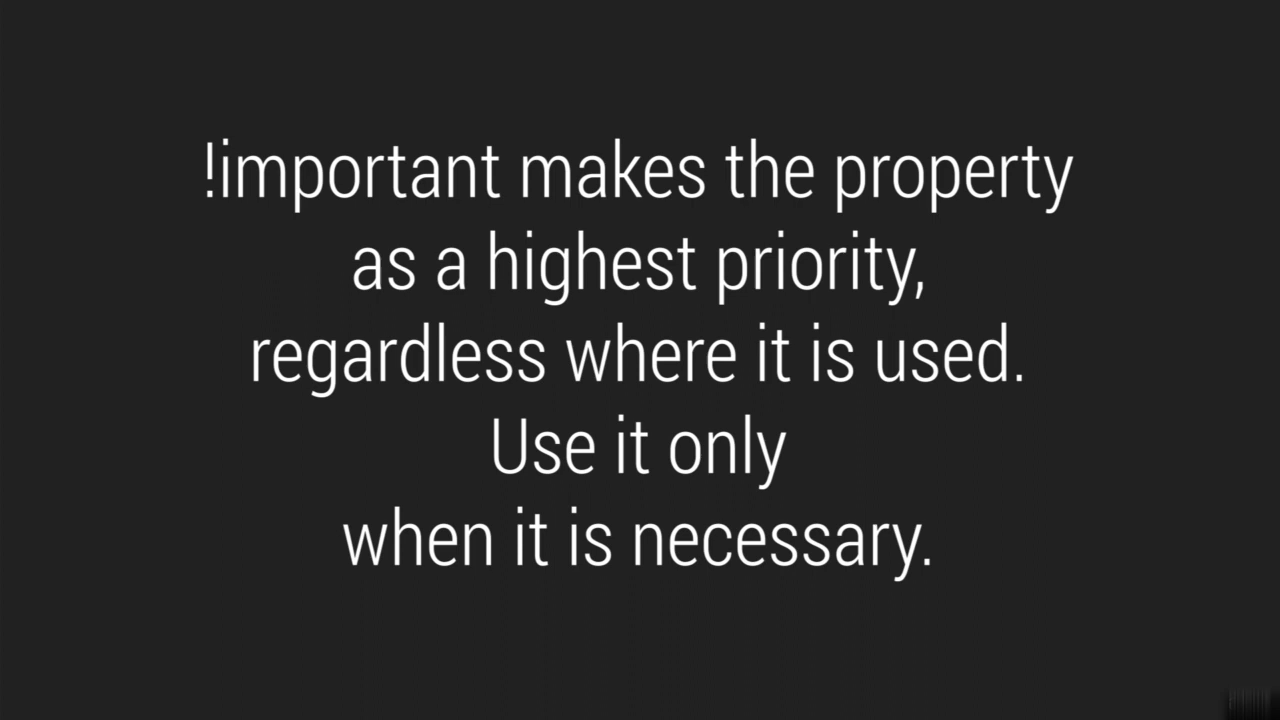 !important makes the property
as a highest priority,
regardless where it is used.
Use it only
when it is necessary.